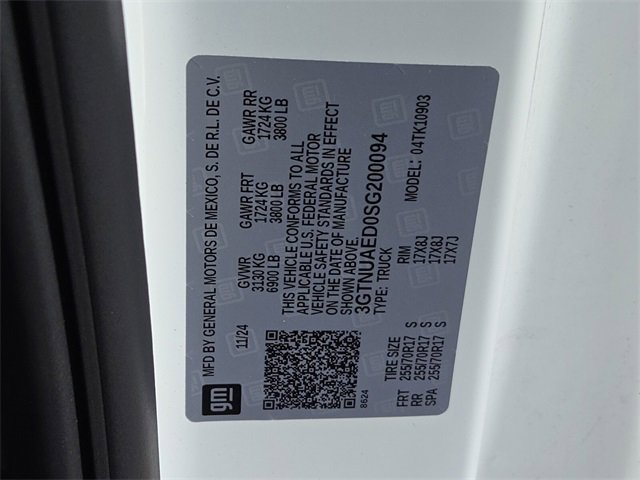 gm
MFD BY GENERAL MOTORS DE MEXICO, S. DE R.L. DE C.V.
11/24
GVWR GAWR FRT GAWR RR
3130 KG 1724 KG 1724 KG
6900 LB 3800 LB 3800 LB
THIS VEHICLE CONFORMS TO ALL
APPLICABLE U.S. FEDERAL MOTOR
VEHICLE SAFETY STANDARDS IN EFFECT
ON THE DATE OF MANUFACTURE
SHOWN ABOVE.
8624
3GTNUAED0SG200094
TYPE: TRUCK MODEL: 04TK10903
TIRE SIZE RIM
FRT 255/70R17 S 17X8J
RR 255/70R17 S 17X8J
SPA 255/70R17 S 17X7J